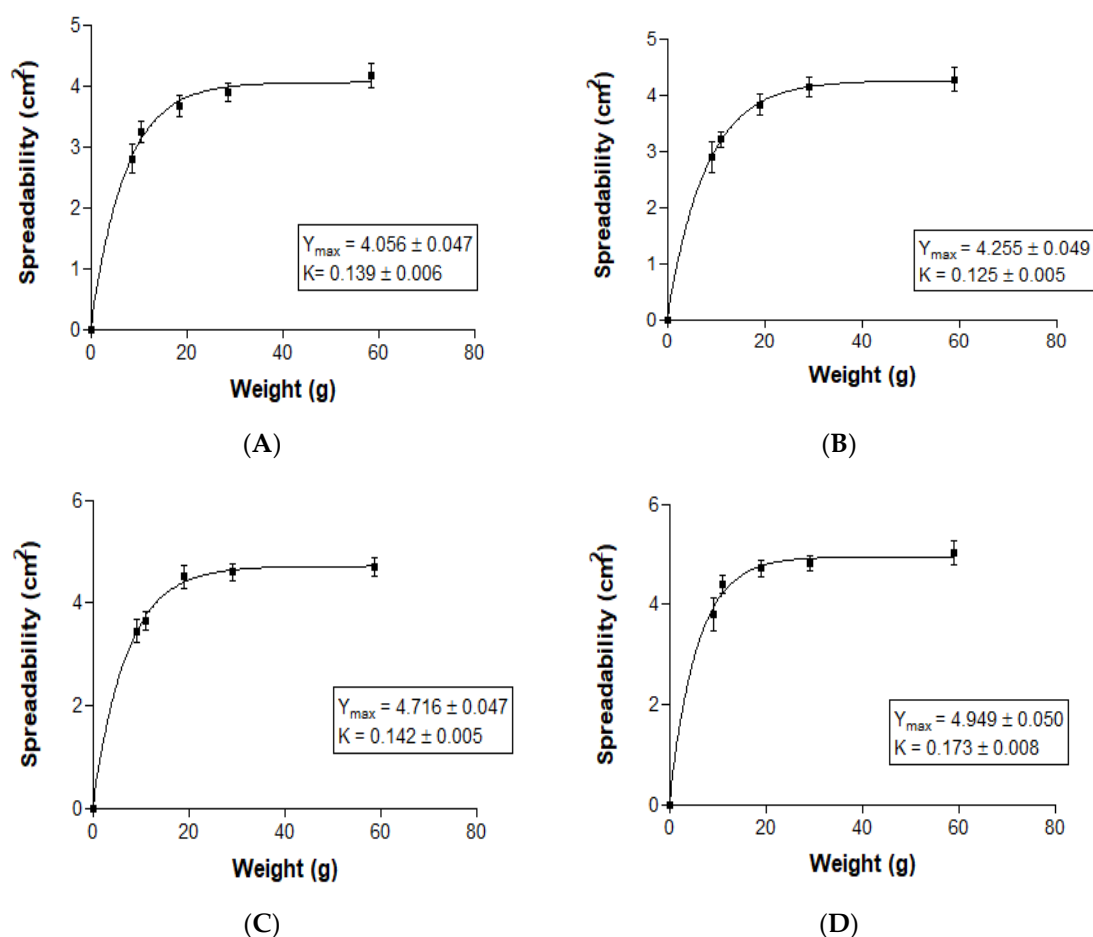 5
4
3
2
1
0
Spreadability (cm²)
Y_max = 4.056 ± 0.047
K= 0.139 ± 0.006
0 20 40 60 80
Weight (g)
(A)
5
4
3
2
1
0
Spreadability (cm²)
Y_max = 4.255 ± 0.049
K = 0.125 ± 0.005
0 20 40 60 80
Weight (g)
(B)
6
4
2
0
Spreadability (cm²)
Y_max = 4.716 ± 0.047
K = 0.142 ± 0.005
0 20 40 60 80
Weight (g)
(C)
6
4
2
0
Spreadability (cm²)
Y_max = 4.949 ± 0.050
K = 0.173 ± 0.008
0 20 40 60 80
Weight (g)
(D)